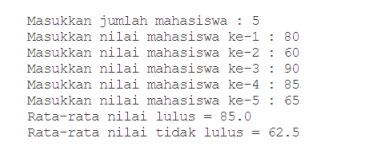 Masukkan jumlah mahasiswa : 5
Masukkan nilai mahasiswa ke-1 : 80
Masukkan nilai mahasiswa ke-2 : 60
Masukkan nilai mahasiswa ke-3 : 90
Masukkan nilai mahasiswa ke-4 : 85
Masukkan nilai mahasiswa ke-5 : 65
Rata-rata nilai lulus = 85.0
Rata-rata nilai tidak lulus = 62.5